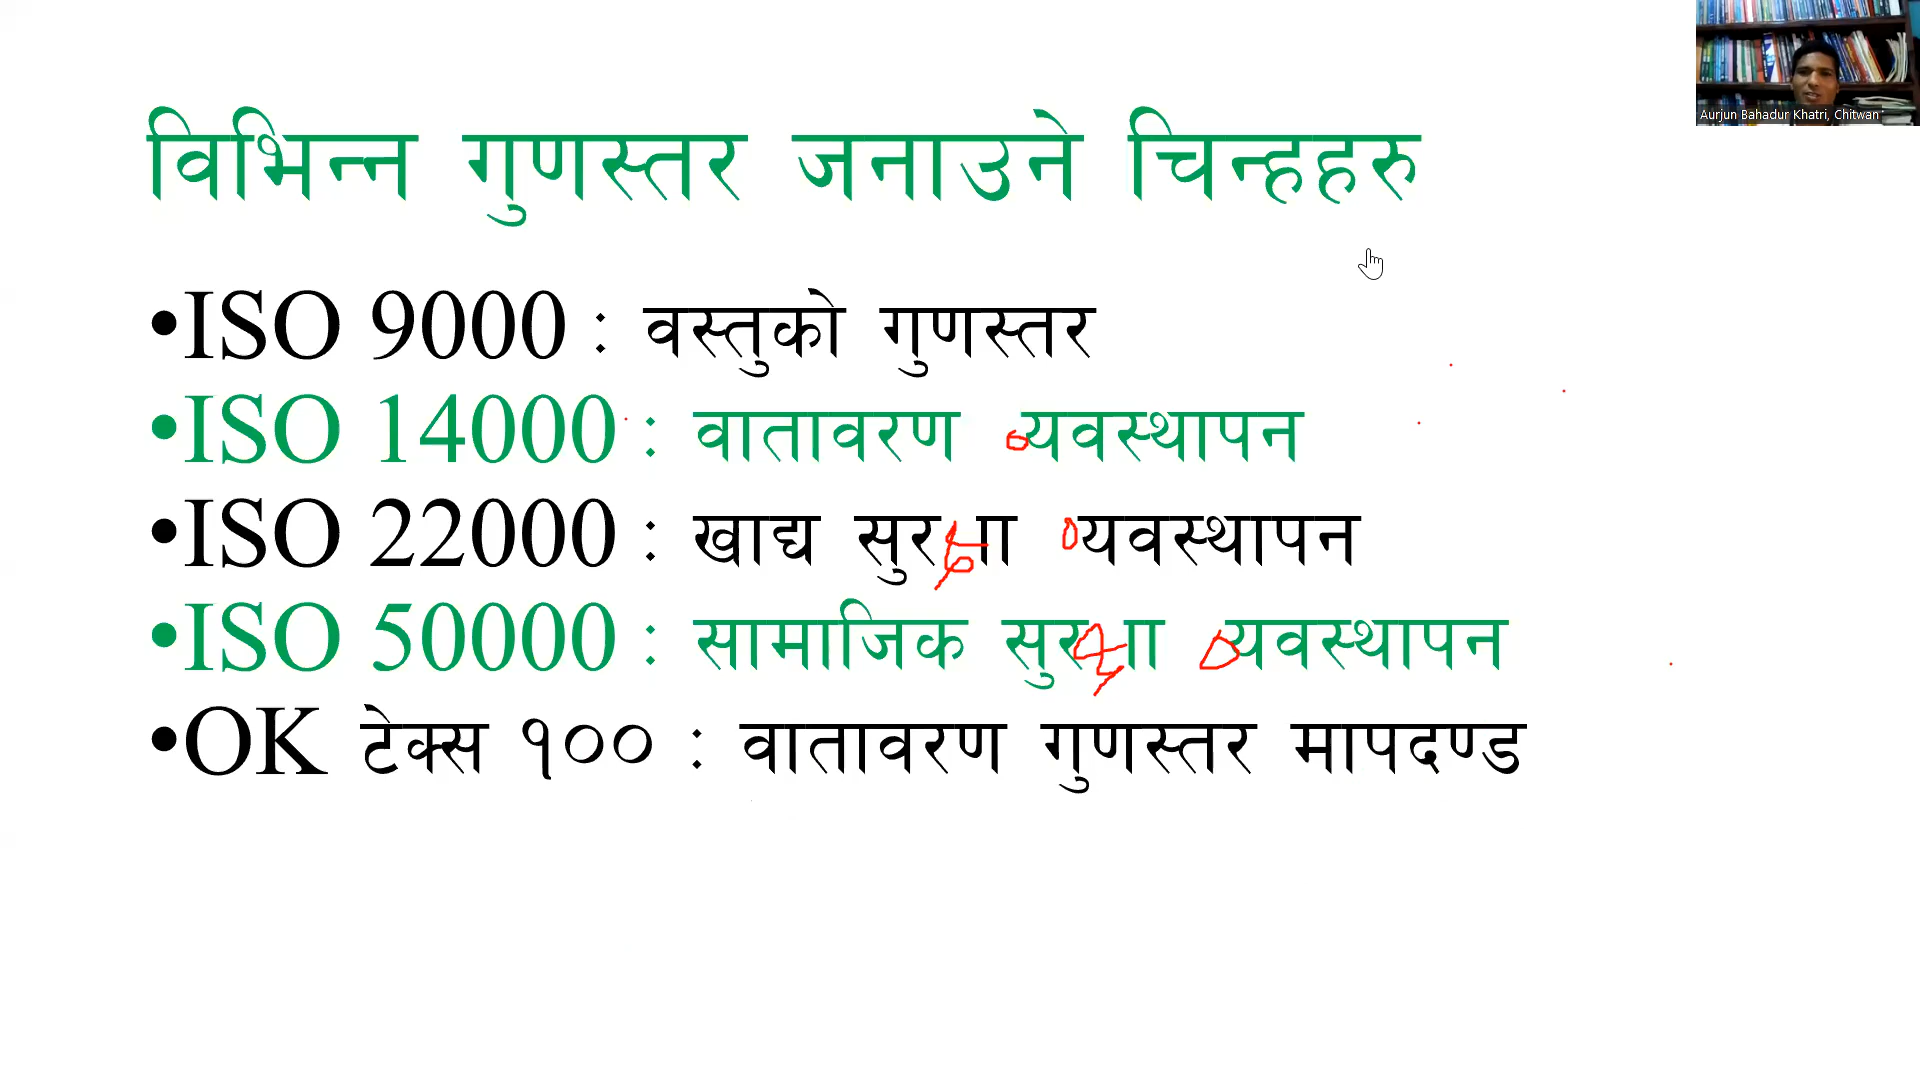 Aurjun Bahadur Khatri, Chitwan
विभिन्न गुणस्तर जनाउने चिन्हहरु
•ISO 9000 : वस्तुको गुणस्तर
•ISO 14000 : वातावरण व्यवस्थापन
•ISO 22000 : खाद्य सुरक्षा व्यवस्थापन
•ISO 50000 : सामाजिक सुरक्षा व्यवस्थापन
•OK टेक्स १०० : वातावरण गुणस्तर मापदण्ड